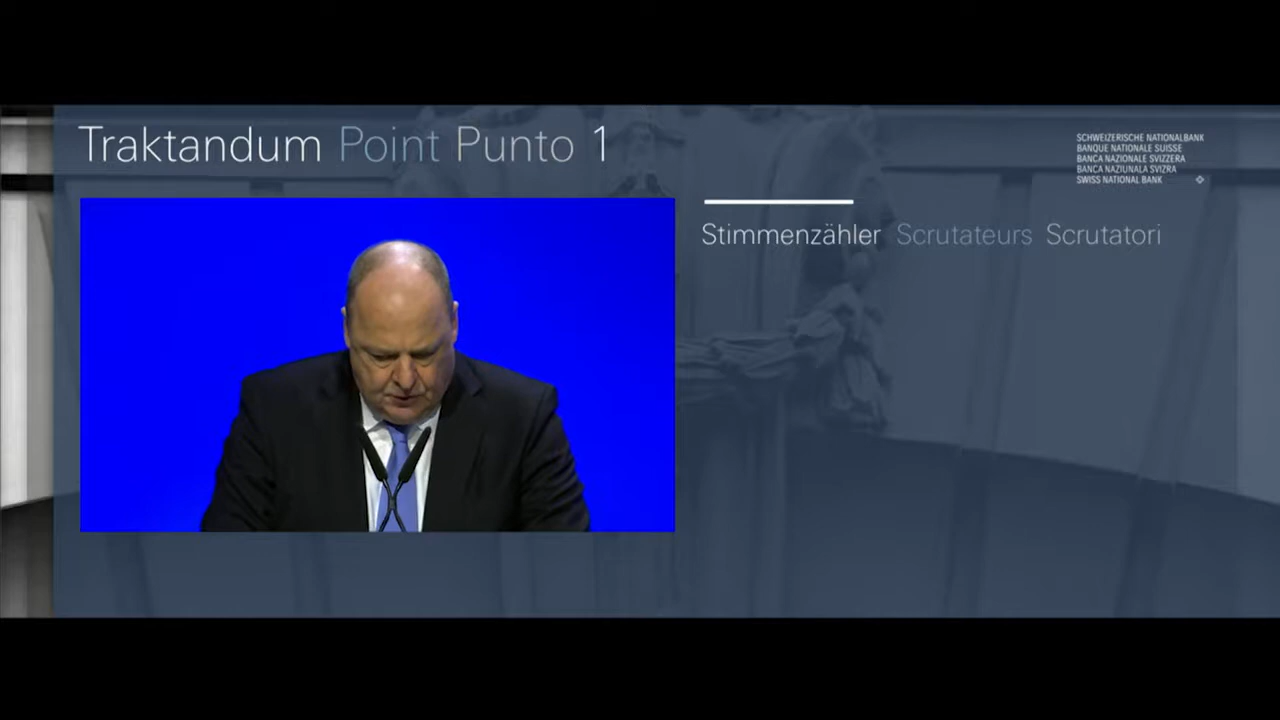 Traktandum Point Punto 1
SCHWEIZERISCHE NATIONALBANK
BANQUE NATIONALE SUISSE
BANCA NAZIONALE SVIZZERA
BANCA NAZIUNALA SVIZRA
SWISS NATIONAL BANK
Stimmenzähler Scrutateurs Scrutatori